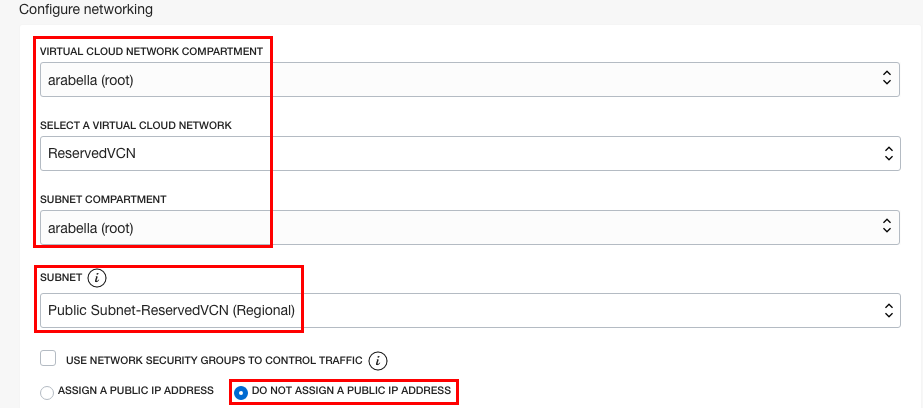 Configure networking
VIRTUAL CLOUD NETWORK COMPARTMENT
arabella (root)
SELECT A VIRTUAL CLOUD NETWORK
ReservedVCN
SUBNET COMPARTMENT
arabella (root)
SUBNET i
Public Subnet-ReservedVCN (Regional)
USE NETWORK SECURITY GROUPS TO CONTROL TRAFFIC i
ASSIGN A PUBLIC IP ADDRESS DO NOT ASSIGN A PUBLIC IP ADDRESS